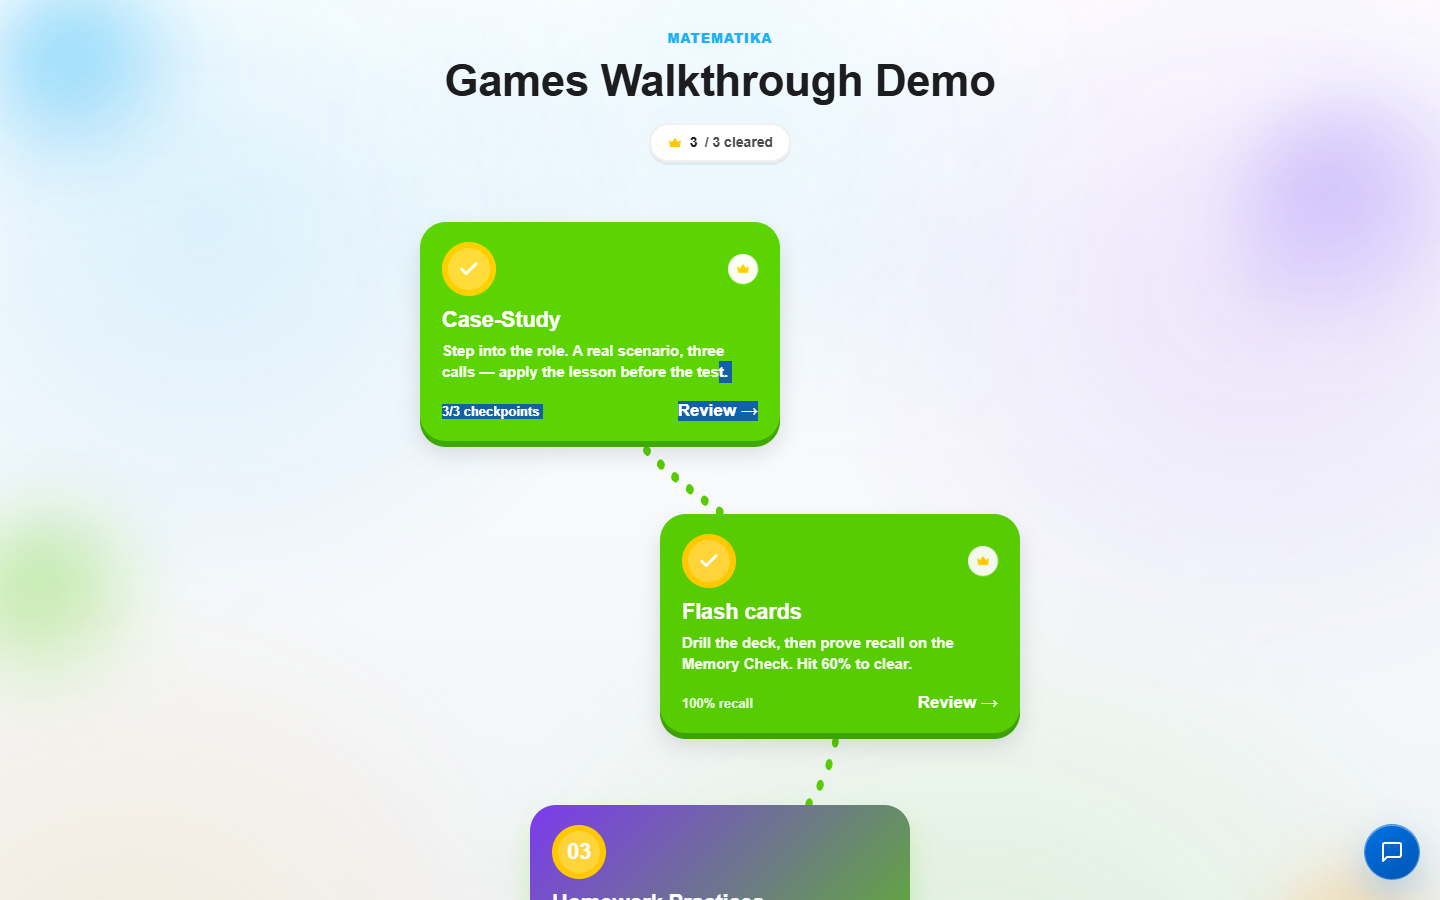 MATEMATIKA
Games Walkthrough Demo
3 / 3 cleared
Case-Study
Step into the role. A real scenario, three
calls — apply the lesson before the test.
3/3 checkpoints
Review →
Flash cards
Drill the deck, then prove recall on the
Memory Check. Hit 60% to clear.
100% recall
Review →
03
Homework Practices